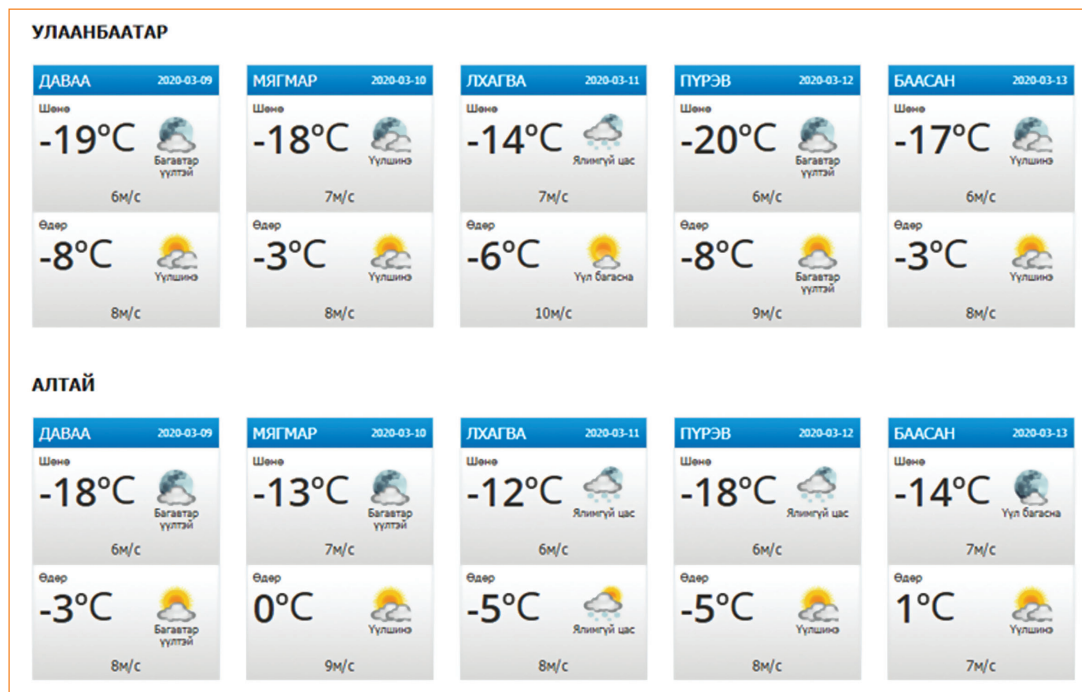 УЛААНБААТАР
ДАВАА 2020-03-09
Шөнө
-19°C
Багавтар
үүлтэй
6м/с
Өдөр
-8°C
Үүлшинэ
8м/с
МЯГМАР 2020-03-10
Шөнө
-18°C
Үүлшинэ
7м/с
Өдөр
-3°C
Үүлшинэ
8м/с
ЛХАГВА 2020-03-11
Шөнө
-14°C
Ялимгүй цас
7м/с
Өдөр
-6°C
Үүл багасна
10м/с
ПҮРЭВ 2020-03-12
Шөнө
-20°C
Багавтар
үүлтэй
6м/с
Өдөр
-8°C
Багавтар
үүлтэй
9м/с
БААСАН 2020-03-13
Шөнө
-17°C
Үүлшинэ
6м/с
Өдөр
-3°C
Үүлшинэ
8м/с
АЛТАЙ
ДАВАА 2020-03-09
Шөнө
-18°C
Багавтар
үүлтэй
6м/с
Өдөр
-3°C
Багавтар
үүлтэй
8м/с
МЯГМАР 2020-03-10
Шөнө
-13°C
Багавтар
үүлтэй
7м/с
Өдөр
0°C
Үүлшинэ
9м/с
ЛХАГВА 2020-03-11
Шөнө
-12°C
Ялимгүй цас
6м/с
Өдөр
-5°C
Ялимгүй цас
8м/с
ПҮРЭВ 2020-03-12
Шөнө
-18°C
Ялимгүй цас
6м/с
Өдөр
-5°C
Үүлшинэ
8м/с
БААСАН 2020-03-13
Шөнө
-14°C
Үүл багасна
7м/с
Өдөр
1°C
Үүлшинэ
7м/с